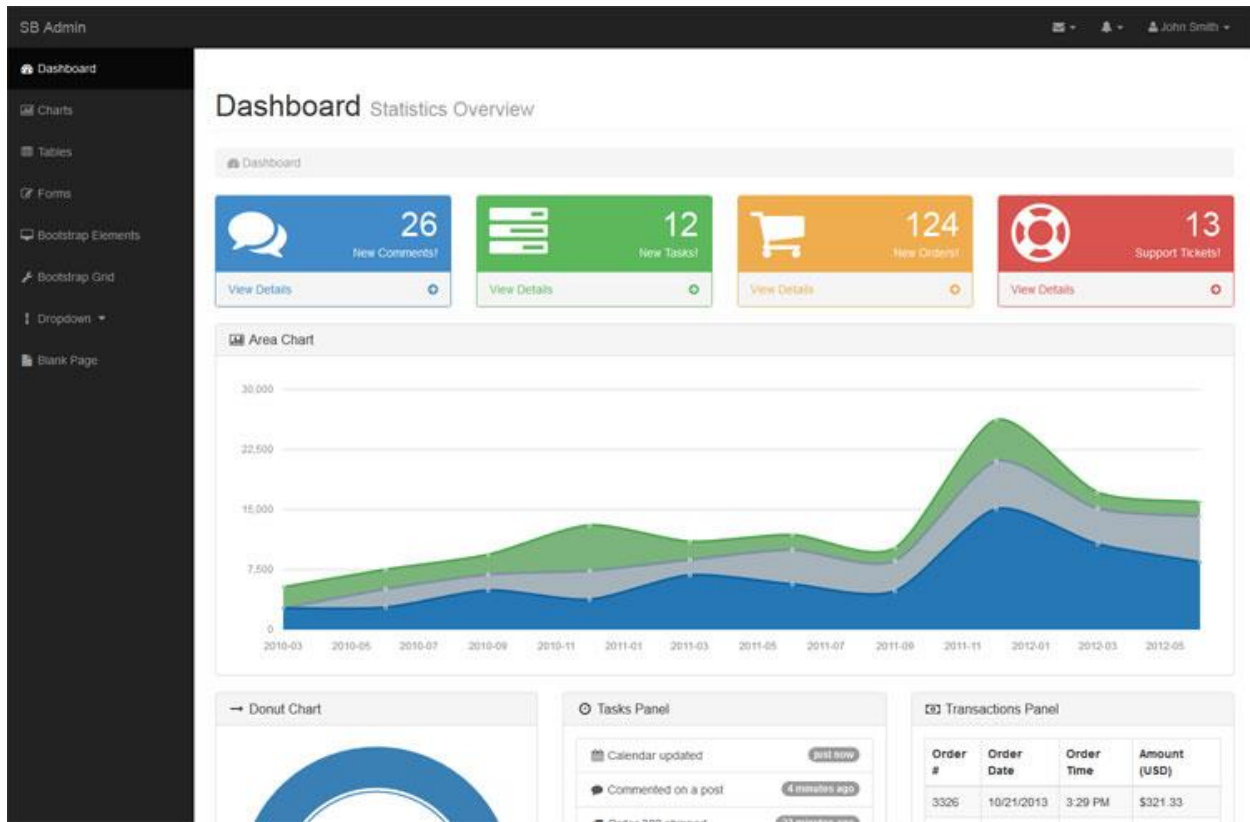 SB Admin
John Smith
Dashboard
Charts
Tables
Forms
Bootstrap Elements
Bootstrap Grid
Dropdown
Blank Page
Dashboard Statistics Overview
Dashboard
26
New Comments!
View Details
12
New Tasks!
View Details
124
New Orders!
View Details
13
Support Tickets!
View Details
Area Chart
30,000
22,500
15,000
7,500
0
2010-03 2010-05 2010-07 2010-09 2010-11 2011-01 2011-03 2011-05 2011-07 2011-09 2011-11 2012-01 2012-03 2012-05
Donut Chart
Tasks Panel
Calendar updated just now
Commented on a post 4 minutes ago
Transactions Panel
Order # Order Date Order Time Amount (USD)
3326 10/21/2013 3:29 PM $321.33